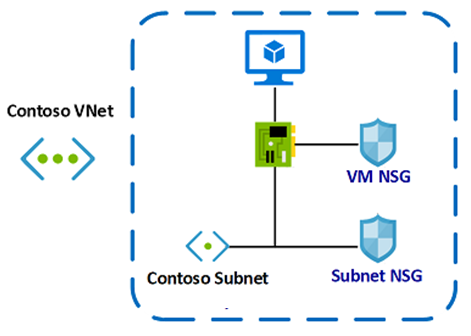 Contoso VNet
VM NSG
Contoso Subnet
Subnet NSG